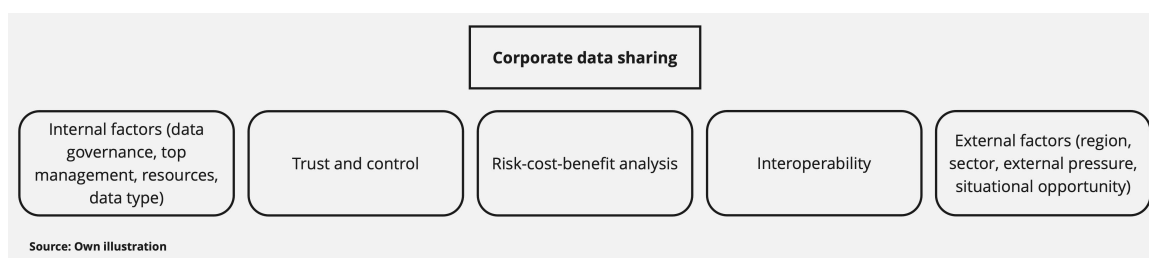 Corporate data sharing
Internal factors (data
governance, top
management, resources,
data type)
Trust and control
Risk-cost-benefit analysis
Interoperability
External factors (region,
sector, external pressure,
situational opportunity)
Source: Own illustration